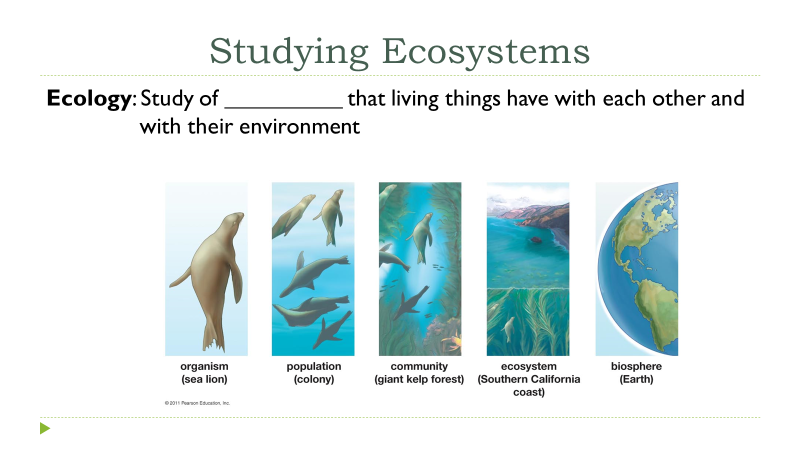 Studying Ecosystems
Ecology: Study of __________ that living things have with each other and
with their environment
organism
(sea lion)
population
(colony)
community
(giant kelp forest)
ecosystem
(Southern California
coast)
biosphere
(Earth)
© 2011 Pearson Education, Inc.